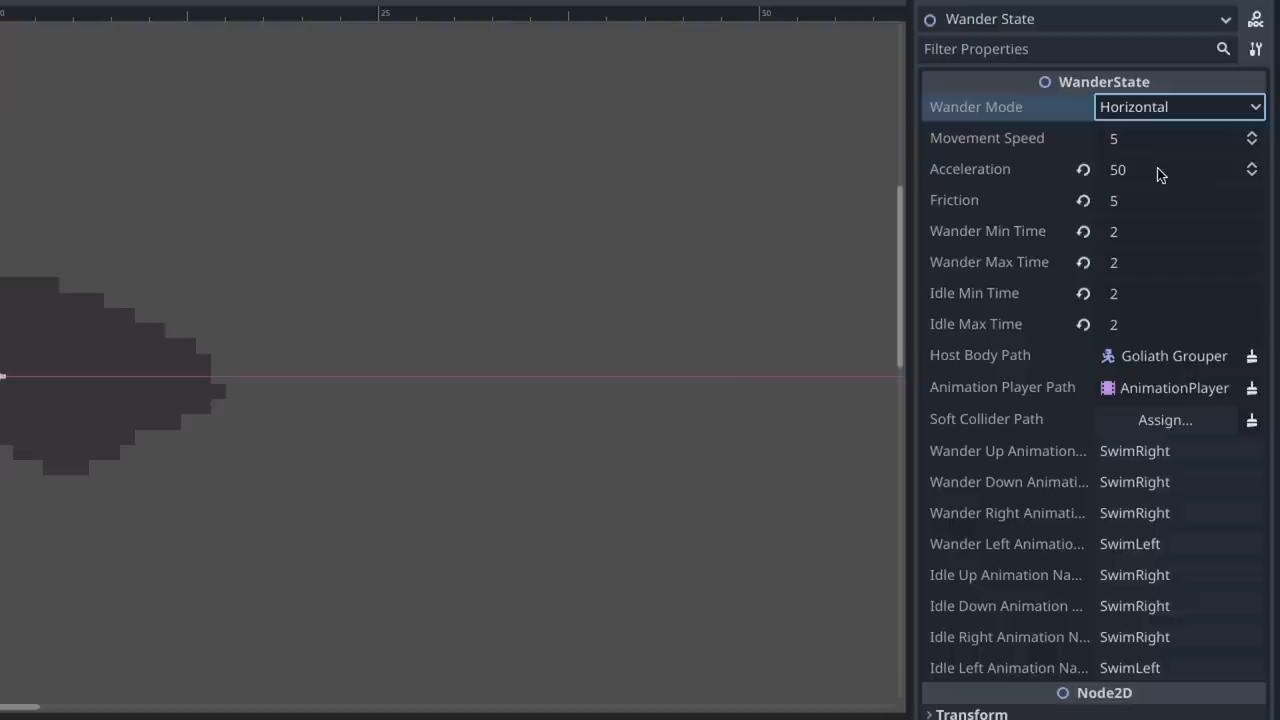 0 25 50
Wander State
Filter Properties
WanderState
Wander Mode Horizontal
Movement Speed 5
Acceleration 50
Friction 5
Wander Min Time 2
Wander Max Time 2
Idle Min Time 2
Idle Max Time 2
Host Body Path Goliath Grouper
Animation Player Path AnimationPlayer
Soft Collider Path Assign...
Wander Up Animation... SwimRight
Wander Down Animati... SwimRight
Wander Right Animati... SwimRight
Wander Left Animatio... SwimLeft
Idle Up Animation Na... SwimRight
Idle Down Animation ... SwimRight
Idle Right Animation N... SwimRight
Idle Left Animation Na... SwimLeft
Node2D
Transform